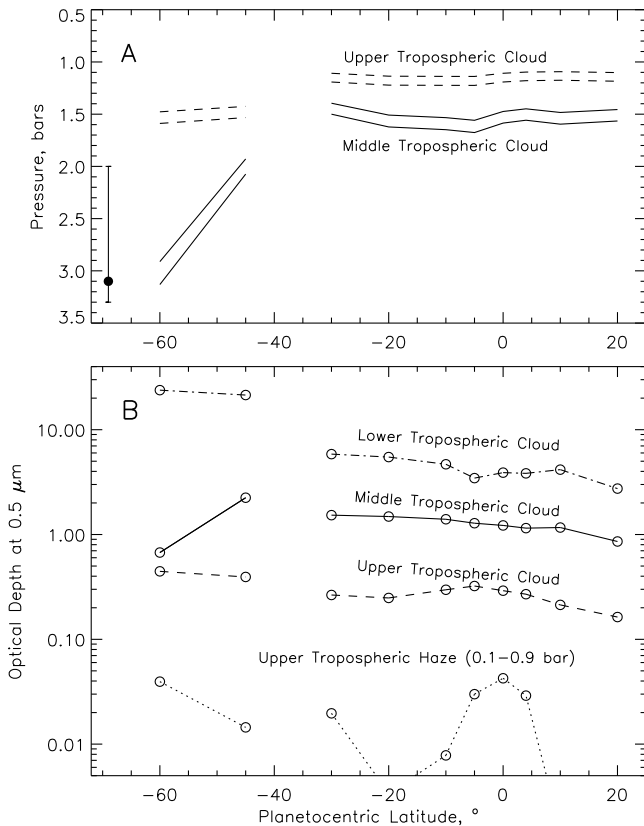 A
Upper Tropospheric Cloud
Middle Tropospheric Cloud
Pressure, bars
0.5
1.0
1.5
2.0
2.5
3.0
3.5
−60
−40
−20
0
20
B
Lower Tropospheric Cloud
Middle Tropospheric Cloud
Upper Tropospheric Cloud
Upper Tropospheric Haze (0.1−0.9 bar)
Optical Depth at 0.5 μm
10.00
1.00
0.10
0.01
−60
−40
−20
0
20
Planetocentric Latitude, °